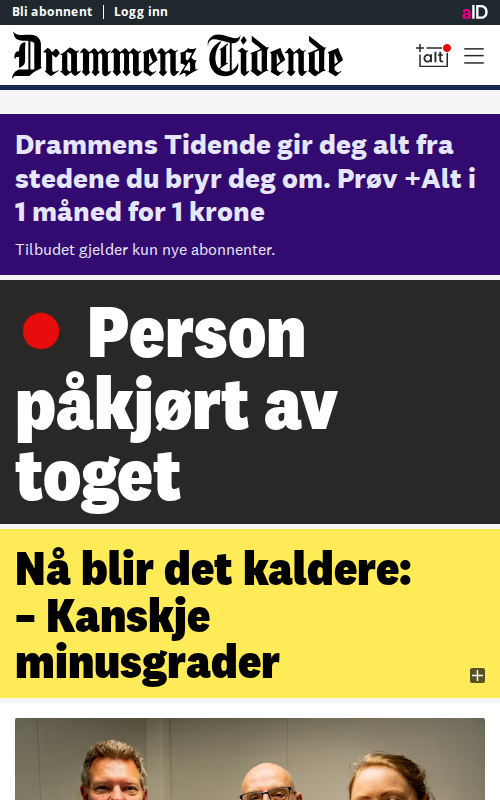 Bli abonnent
Logg inn
aID
Drammens Tidende
+alt
Drammens Tidende gir deg alt fra
stedene du bryr deg om. Prøv +Alt i
1 måned for 1 krone
Tilbudet gjelder kun nye abonnenter.
Person
påkjørt av
toget
Nå blir det kaldere:
– Kanskje
minusgrader